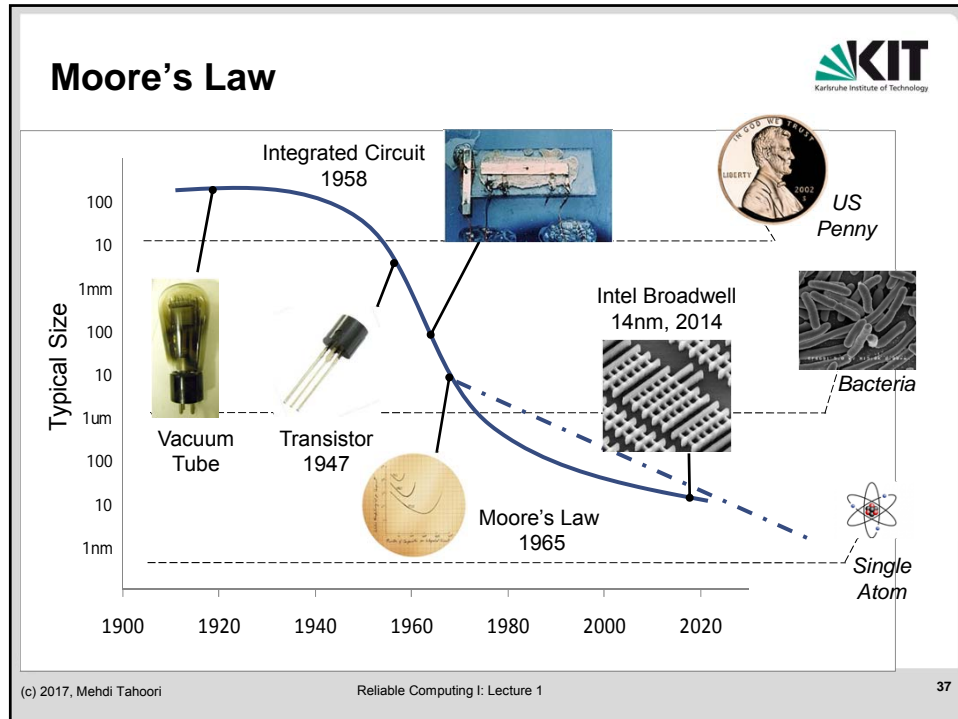 Moore's Law
KIT
Karlsruhe Institute of Technology
Integrated Circuit
1958
IN GOD WE TRUST
LIBERTY
2002
S
US
Penny
100
10
1mm
100
10
1um
100
10
1nm
Typical Size
Vacuum
Tube
Transistor
1947
Intel Broadwell
14nm, 2014
Bacteria
Moore's Law
1965
Single
Atom
1900
1920
1940
1960
1980
2000
2020
(c) 2017, Mehdi Tahoori
Reliable Computing I: Lecture 1
37